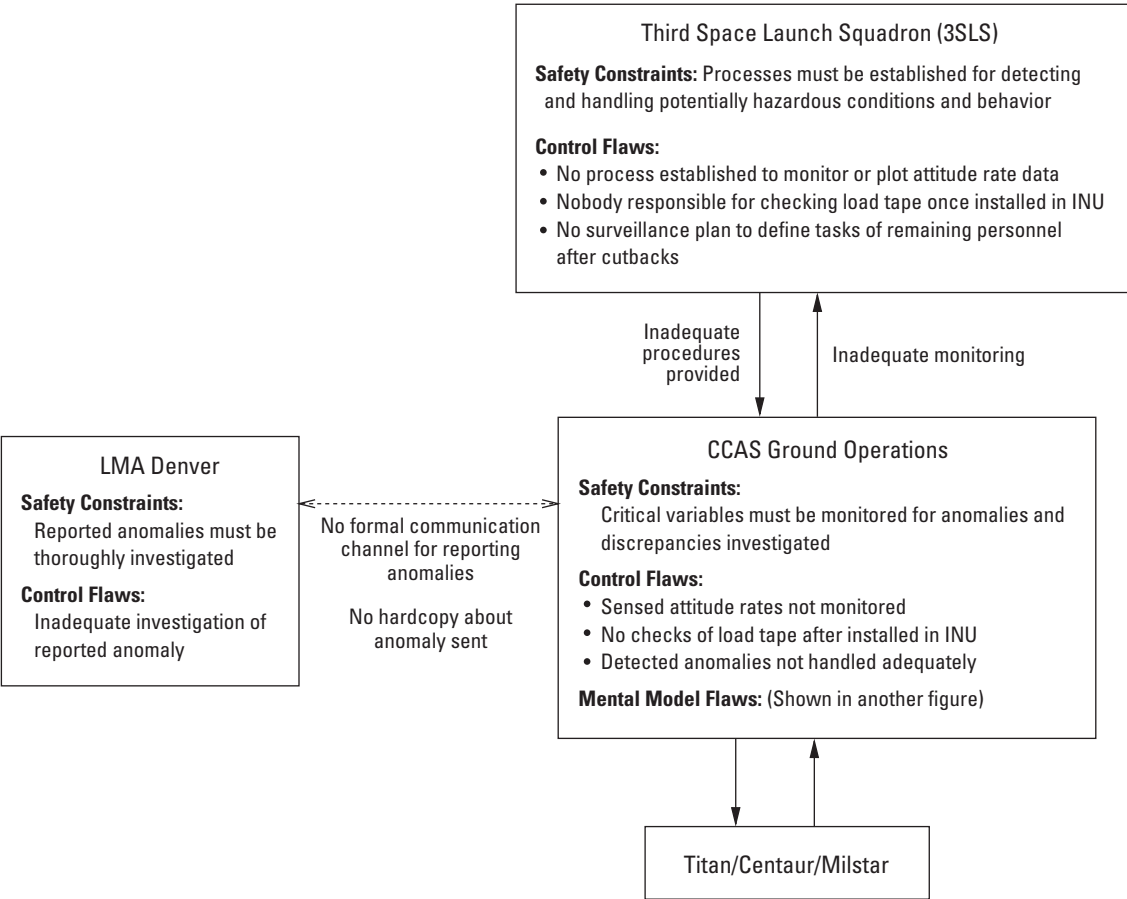 Third Space Launch Squadron (3SLS)
Safety Constraints: Processes must be established for detecting
and handling potentially hazardous conditions and behavior
Control Flaws:
• No process established to monitor or plot attitude rate data
• Nobody responsible for checking load tape once installed in INU
• No surveillance plan to define tasks of remaining personnel
after cutbacks
Inadequate
procedures
provided
Inadequate monitoring
LMA Denver
Safety Constraints:
Reported anomalies must be
thoroughly investigated
Control Flaws:
Inadequate investigation of
reported anomaly
No formal communication
channel for reporting
anomalies
No hardcopy about
anomaly sent
CCAS Ground Operations
Safety Constraints:
Critical variables must be monitored for anomalies and
discrepancies investigated
Control Flaws:
• Sensed attitude rates not monitored
• No checks of load tape after installed in INU
• Detected anomalies not handled adequately
Mental Model Flaws: (Shown in another figure)
Titan/Centaur/Milstar